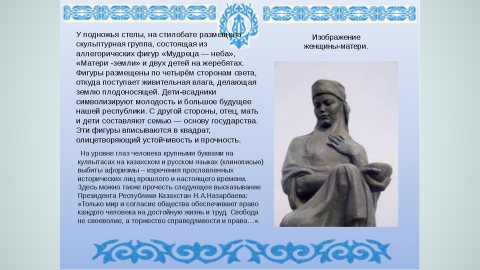 У подножья стелы, на стилобате размещена
скульптурная группа, состоящая из
аллегорических фигур «Мудреца — неба»,
«Матери -земли» и двух детей на жеребятах.
Фигуры размещены по четырём сторонам света,
откуда поступает живительная влага, делающая
землю плодоносящей. Дети-всадники
символизируют молодость и большое будущее
нашей республики. С другой стороны, отец, мать
и дети составляют семью — основу государства.
Эти фигуры вписываются в квадрат,
олицетворяющий устойчивость и прочность.
На уровне глаз человека крупными буквами на
куллпытасах на казахском и русском языках (клинописью)
выбиты афоризмы – изречения прославленных
исторических лиц прошлого и настоящего времени.
Здесь можно также прочесть следующее высказывание
Президента Республики Казахстан Н.А.Назарбаева:
«Только мир и согласие общества обеспечивают право
каждого человека на достойную жизнь и труд. Свобода
не своеволие, а торжество справедливости и права…».
Изображение
женщины-матери.